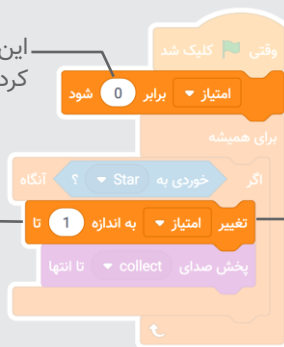 وقتی کلیک شد
این
کرد
امتیاز برابر 0 شود
برای همیشه
اگر خوردی به Star ؟ آنگاه
تغییر امتیاز به اندازه 1 تا
پخش صدای collect تا انتها